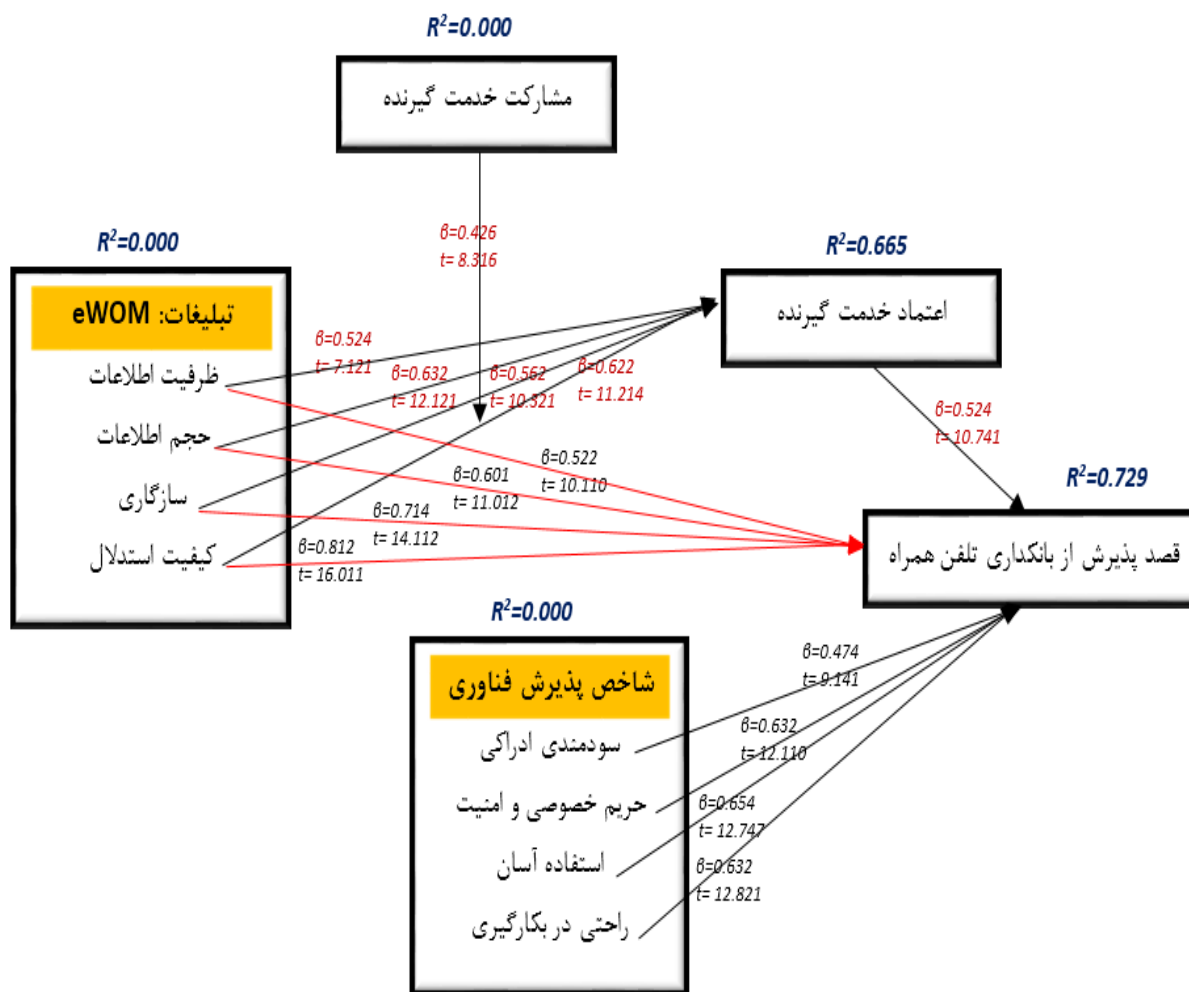 R²=0.000
مشارکت خدمت گیرنده
β=0.426
t= 8.316
R²=0.000
تبلیغات: eWOM
ظرفیت اطلاعات
حجم اطلاعات
سازگاری
کیفیت استدلال
R²=0.665
اعتماد خدمت گیرنده
β=0.524
t= 7.121
β=0.632
t= 12.121
β=0.562
t= 10.321
β=0.622
t= 11.214
β=0.524
t= 10.741
β=0.522
t= 10.110
β=0.601
t= 11.012
β=0.714
t= 14.112
β=0.812
t= 16.011
R²=0.729
قصد پذیرش از بانکداری تلفن همراه
R²=0.000
شاخص پذیرش فناوری
سودمندی ادراکی
حریم خصوصی و امنیت
استفاده آسان
راحتی در بکارگیری
β=0.474
t= 9.141
β=0.632
t= 12.110
β=0.654
t= 12.747
β=0.632
t= 12.821